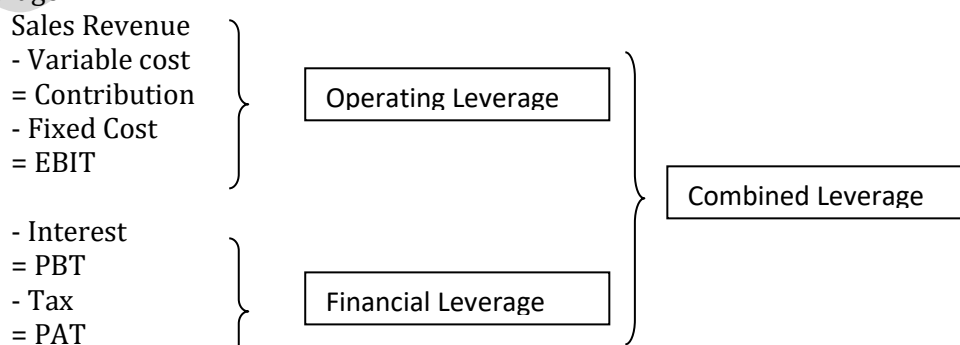 Sales Revenue
- Variable cost
= Contribution
- Fixed Cost
= EBIT
Operating Leverage
Combined Leverage
- Interest
= PBT
- Tax
= PAT
Financial Leverage